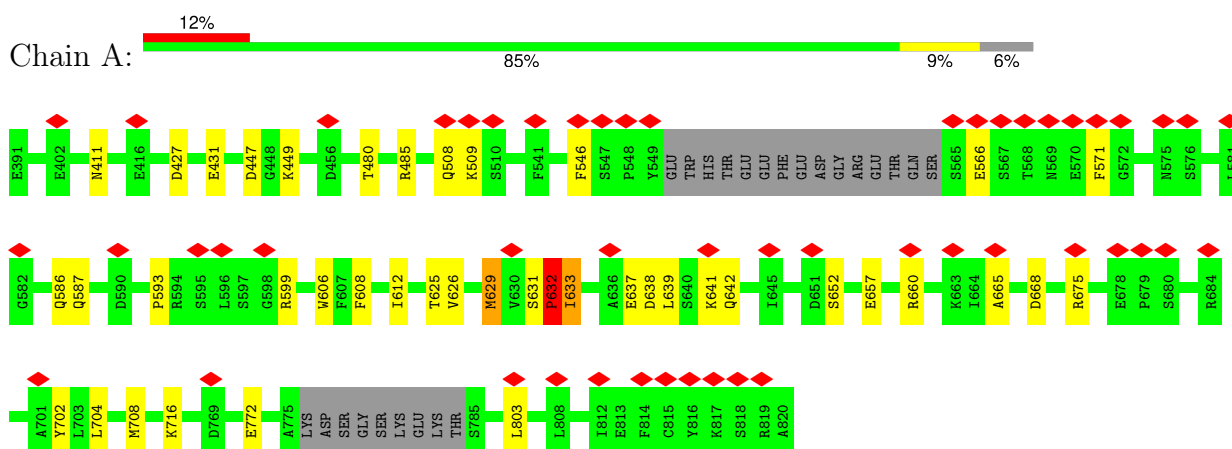 12%
Chain A:
85% 9% 6%
E391 E402 N411 E416 D427 E431 D447 G448 K449 D456 T480 R485 Q508 K509 S510 F541 F546 S547 P548 Y549 GLU TRP HIS THR GLU GLU PHE GLU ASP GLY ARG GLU THR GLN SER S565 E566 S567 T568 N569 E570 F571 G572 N575 S576 L581
G582 Q586 Q587 D590 F593 R594 S595 L596 S597 G598 R599 W606 F607 F608 I612 T625 V626 M629 V630 S631 P632 I633 A636 E637 D638 L639 S640 K641 Q642 I645 D651 S652 E657 R660 K663 I664 A665 D668 R675 E678 P679 S680 R684
A701 Y702 L703 L704 M708 K716 D769 E772 A775 LYS ASP SER GLY SER LYS GLU LYS THR S785 L803 L808 I812 E813 F814 C815 Y816 K817 S818 R819 A820